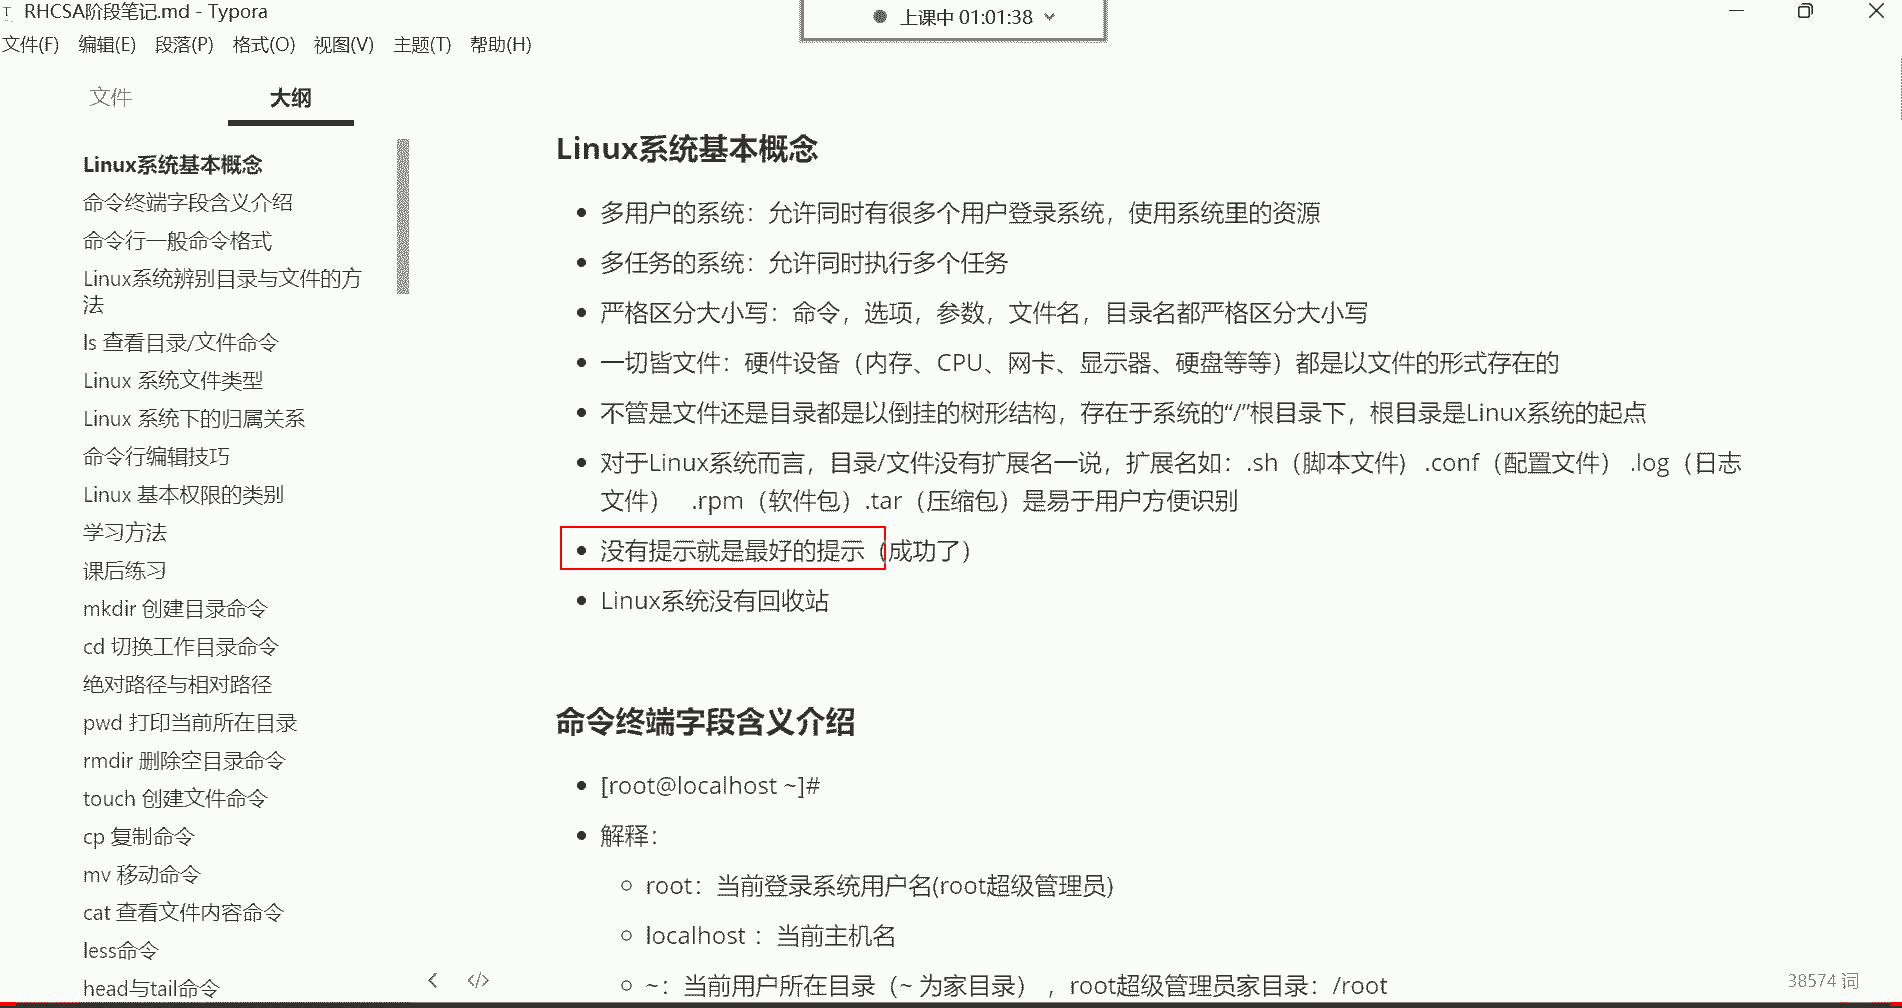 RHCSA阶段笔记.md - Typora
上课中 01:01:38
文件(F) 编辑(E) 段落(P) 格式(O) 视图(V) 主题(T) 帮助(H)
文件 大纲
Linux系统基本概念
命令终端字段含义介绍
命令行一般命令格式
Linux系统辨别目录与文件的方
法
ls 查看目录/文件命令
Linux 系统文件类型
Linux 系统下的归属关系
命令行编辑技巧
Linux 基本权限的类别
学习方法
课后练习
mkdir 创建目录命令
cd 切换工作目录命令
绝对路径与相对路径
pwd 打印当前所在目录
rmdir 删除空目录命令
touch 创建文件命令
cp 复制命令
mv 移动命令
cat 查看文件内容命令
less命令
head与tail命令
Linux系统基本概念
多用户的系统：允许同时有很多个用户登录系统，使用系统里的资源
多任务的系统：允许同时执行多个任务
严格区分大小写：命令，选项，参数，文件名，目录名都严格区分大小写
一切皆文件：硬件设备（内存、CPU、网卡、显示器、硬盘等等）都是以文件的形式存在的
不管是文件还是目录都是以倒挂的树形结构，存在于系统的“/”根目录下，根目录是Linux系统的起点
对于Linux系统而言，目录/文件没有扩展名一说，扩展名如：.sh（脚本文件）.conf（配置文件） .log（日志
文件） .rpm（软件包）.tar（压缩包）是易于用户方便识别
没有提示就是最好的提示（成功了）
Linux系统没有回收站
命令终端字段含义介绍
[root@localhost ~]#
解释：
root：当前登录系统用户名(root超级管理员)
localhost ：当前主机名
~：当前用户所在目录（~ 为家目录），root超级管理员家目录：/root
38574 词